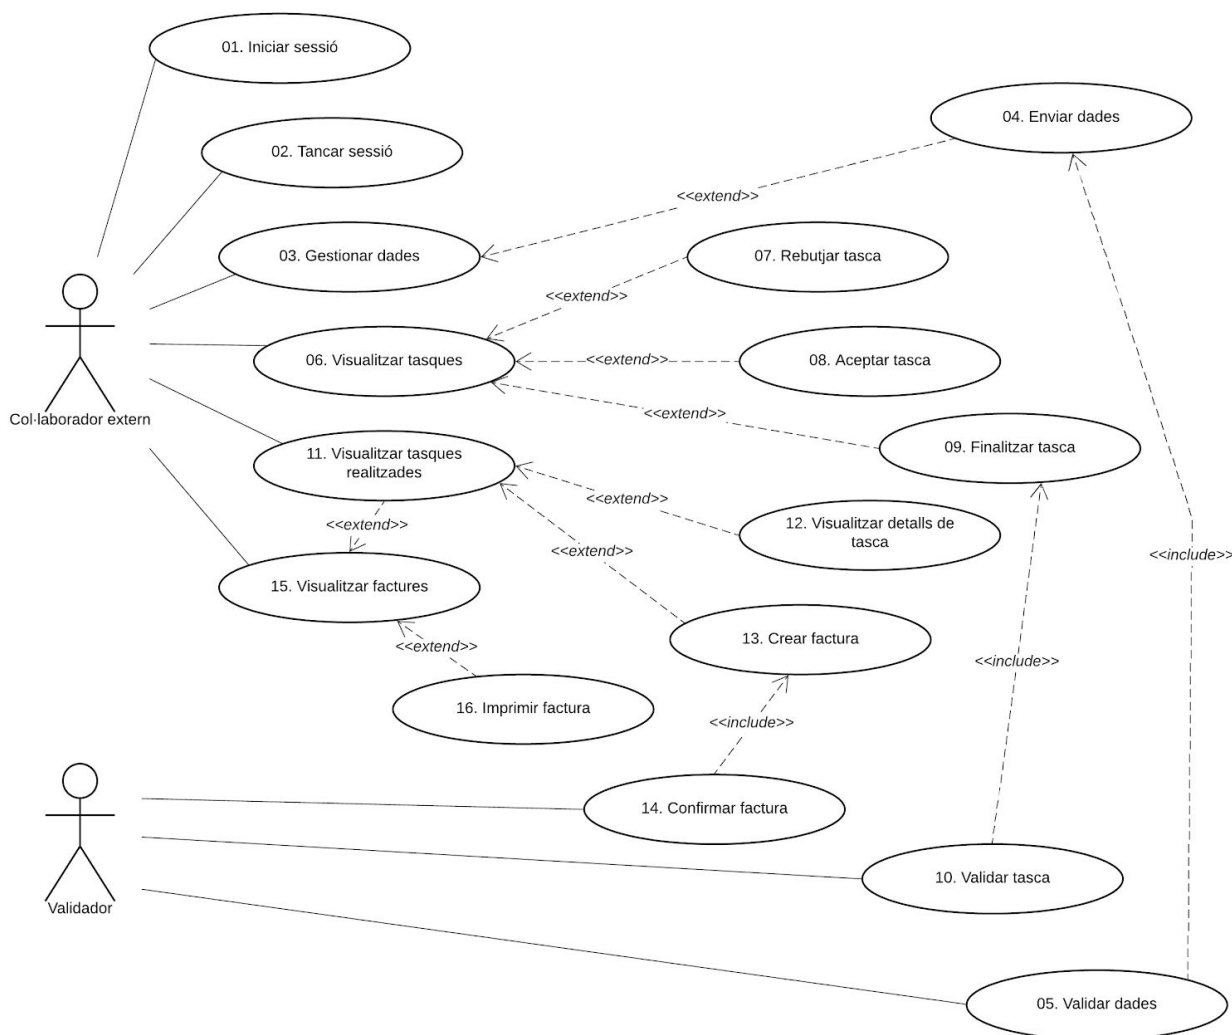 01. Iniciar sessió
04. Enviar dades
02. Tancar sessió
<<extend>>
03. Gestionar dades
07. Rebutjar tasca
<<extend>>
06. Visualitzar tasques
<<extend>>
08. Aceptar tasca
Col·laborador extern
<<extend>>
09. Finalitzar tasca
11. Visualitzar tasques
realitzades
<<extend>>
12. Visualitzar detalls de
tasca
<<extend>>
<<extend>>
<<include>>
15. Visualitzar factures
13. Crear factura
<<extend>>
<<include>>
16. Imprimir factura
<<include>>
14. Confirmar factura
10. Validar tasca
Validador
05. Validar dades